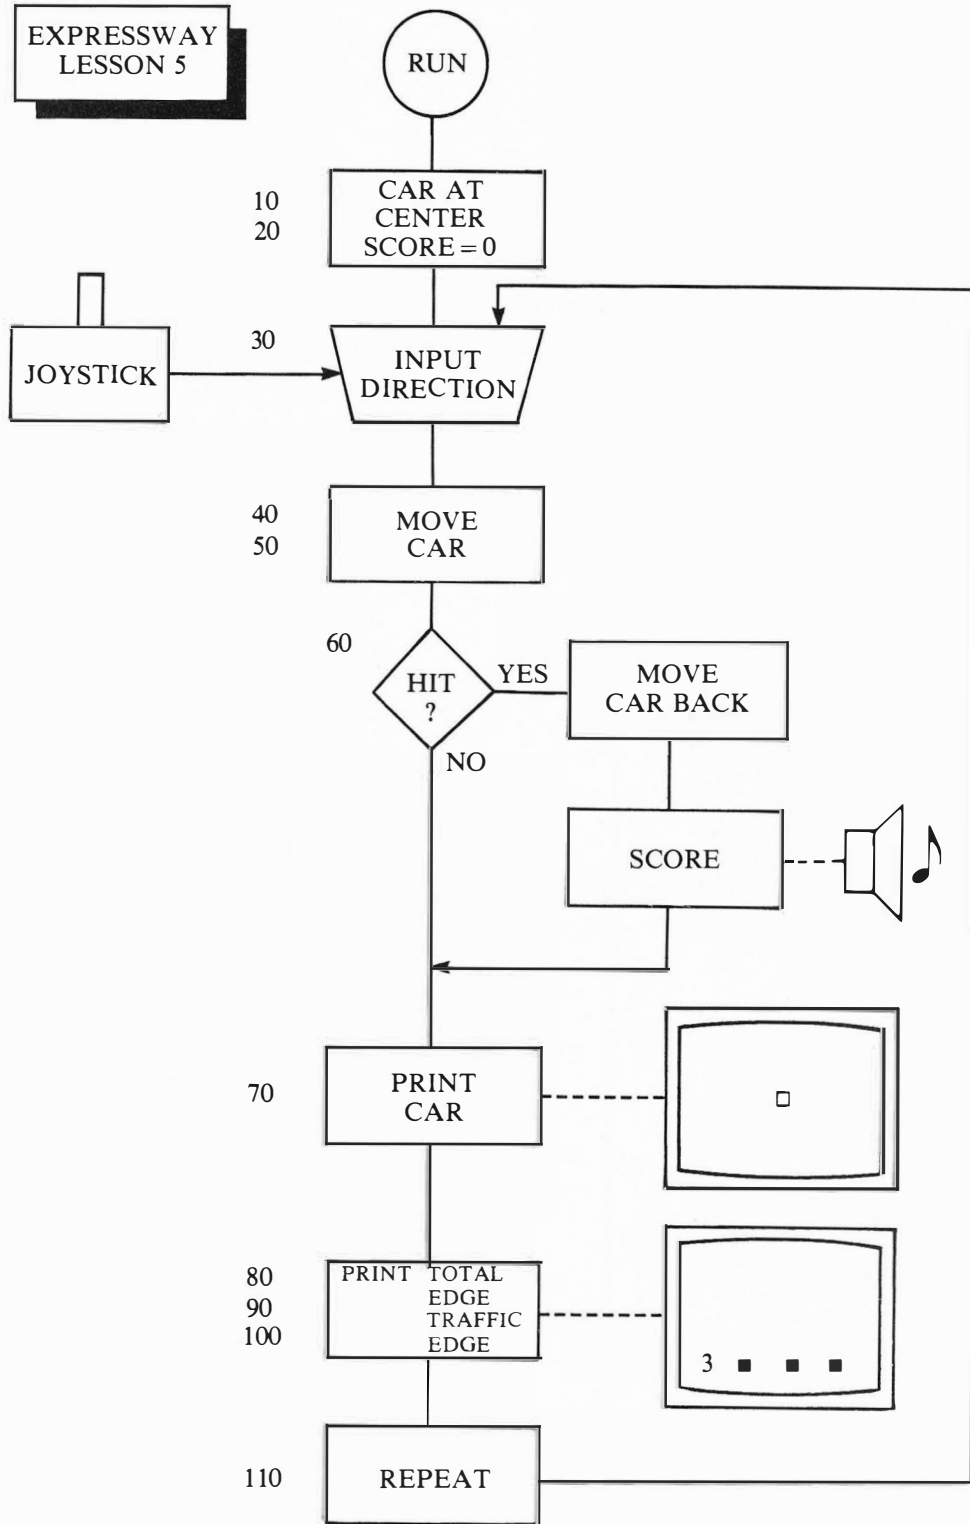 EXPRESSWAY
LESSON 5
RUN
10
20
CAR AT
CENTER
SCORE = 0
JOYSTICK
30
INPUT
DIRECTION
40
50
MOVE
CAR
60
HIT
?
YES
MOVE
CAR BACK
NO
SCORE
70
PRINT
CAR
80
90
100
PRINT TOTAL
EDGE
TRAFFIC
EDGE
3
110
REPEAT